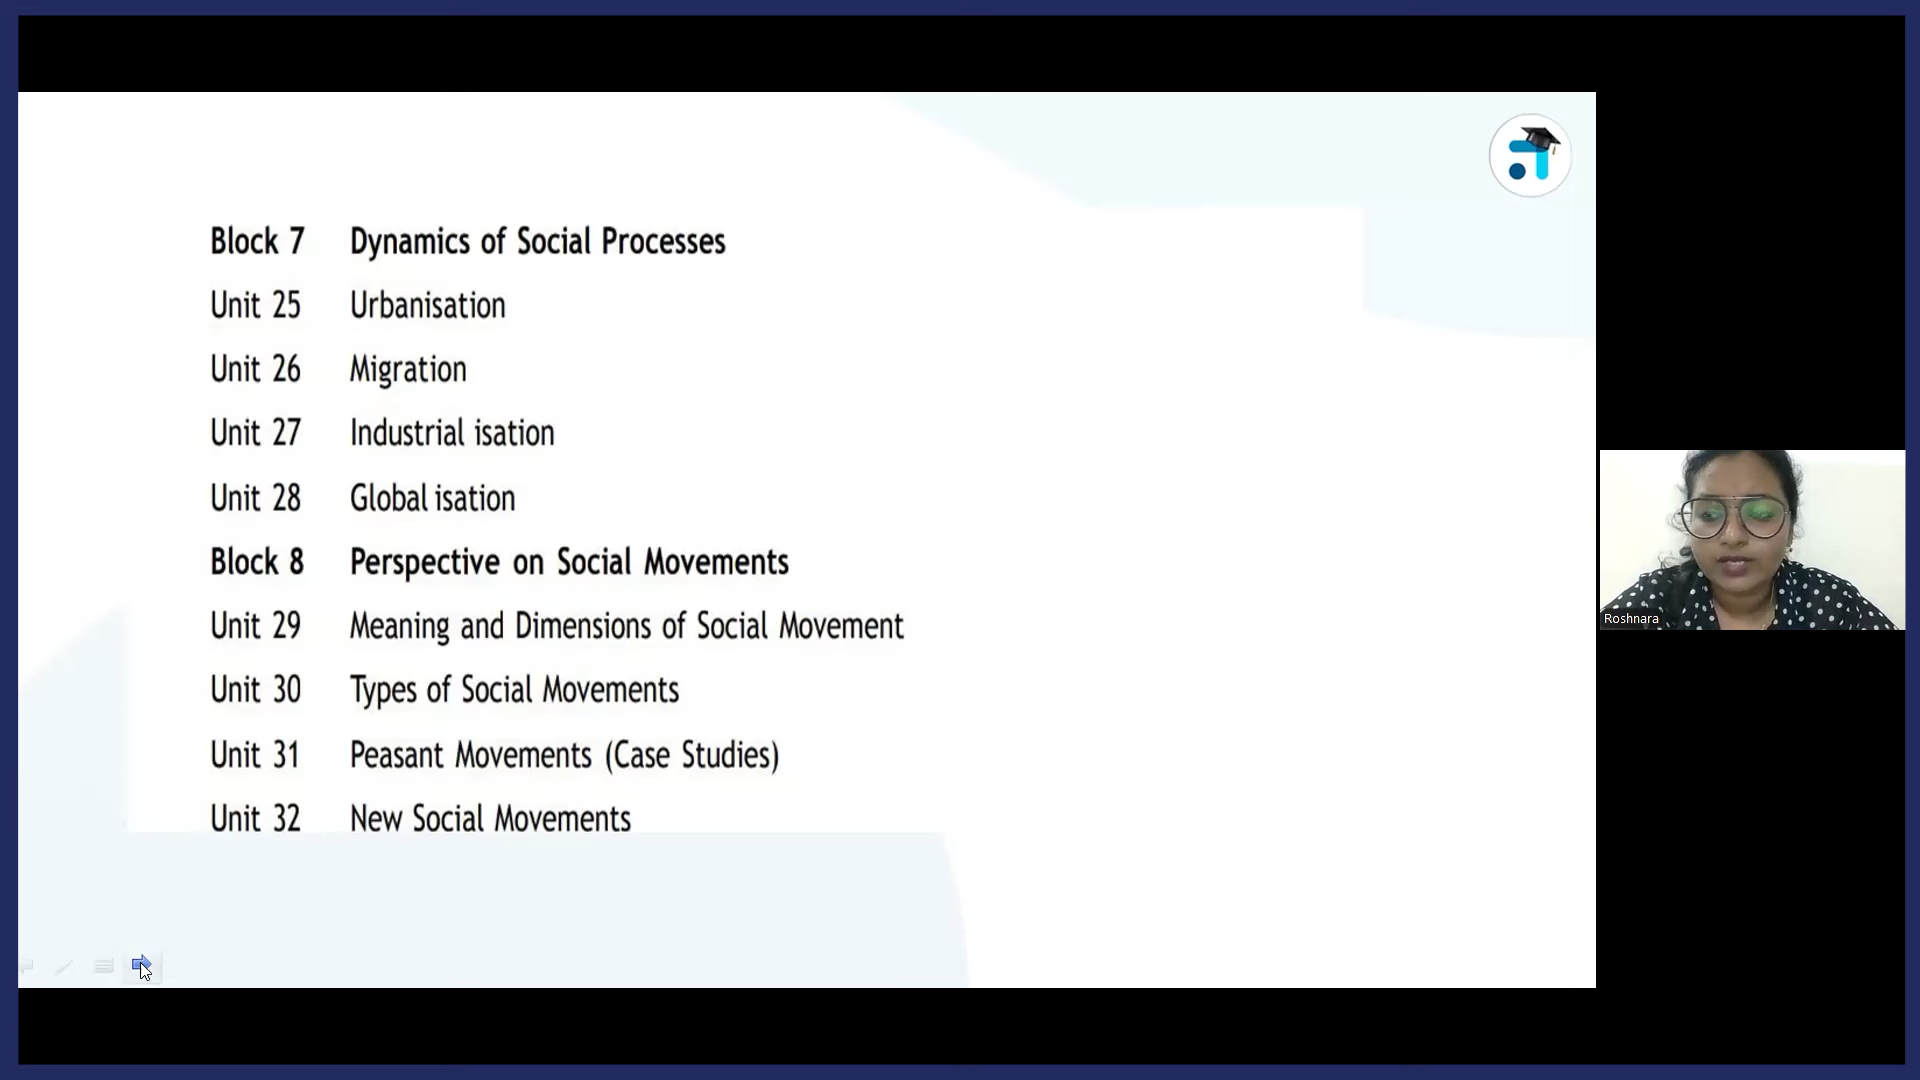 Block 7 Dynamics of Social Processes
Unit 25 Urbanisation
Unit 26 Migration
Unit 27 Industrial isation
Unit 28 Global isation
Block 8 Perspective on Social Movements
Unit 29 Meaning and Dimensions of Social Movement
Unit 30 Types of Social Movements
Unit 31 Peasant Movements (Case Studies)
Unit 32 New Social Movements
Roshnara